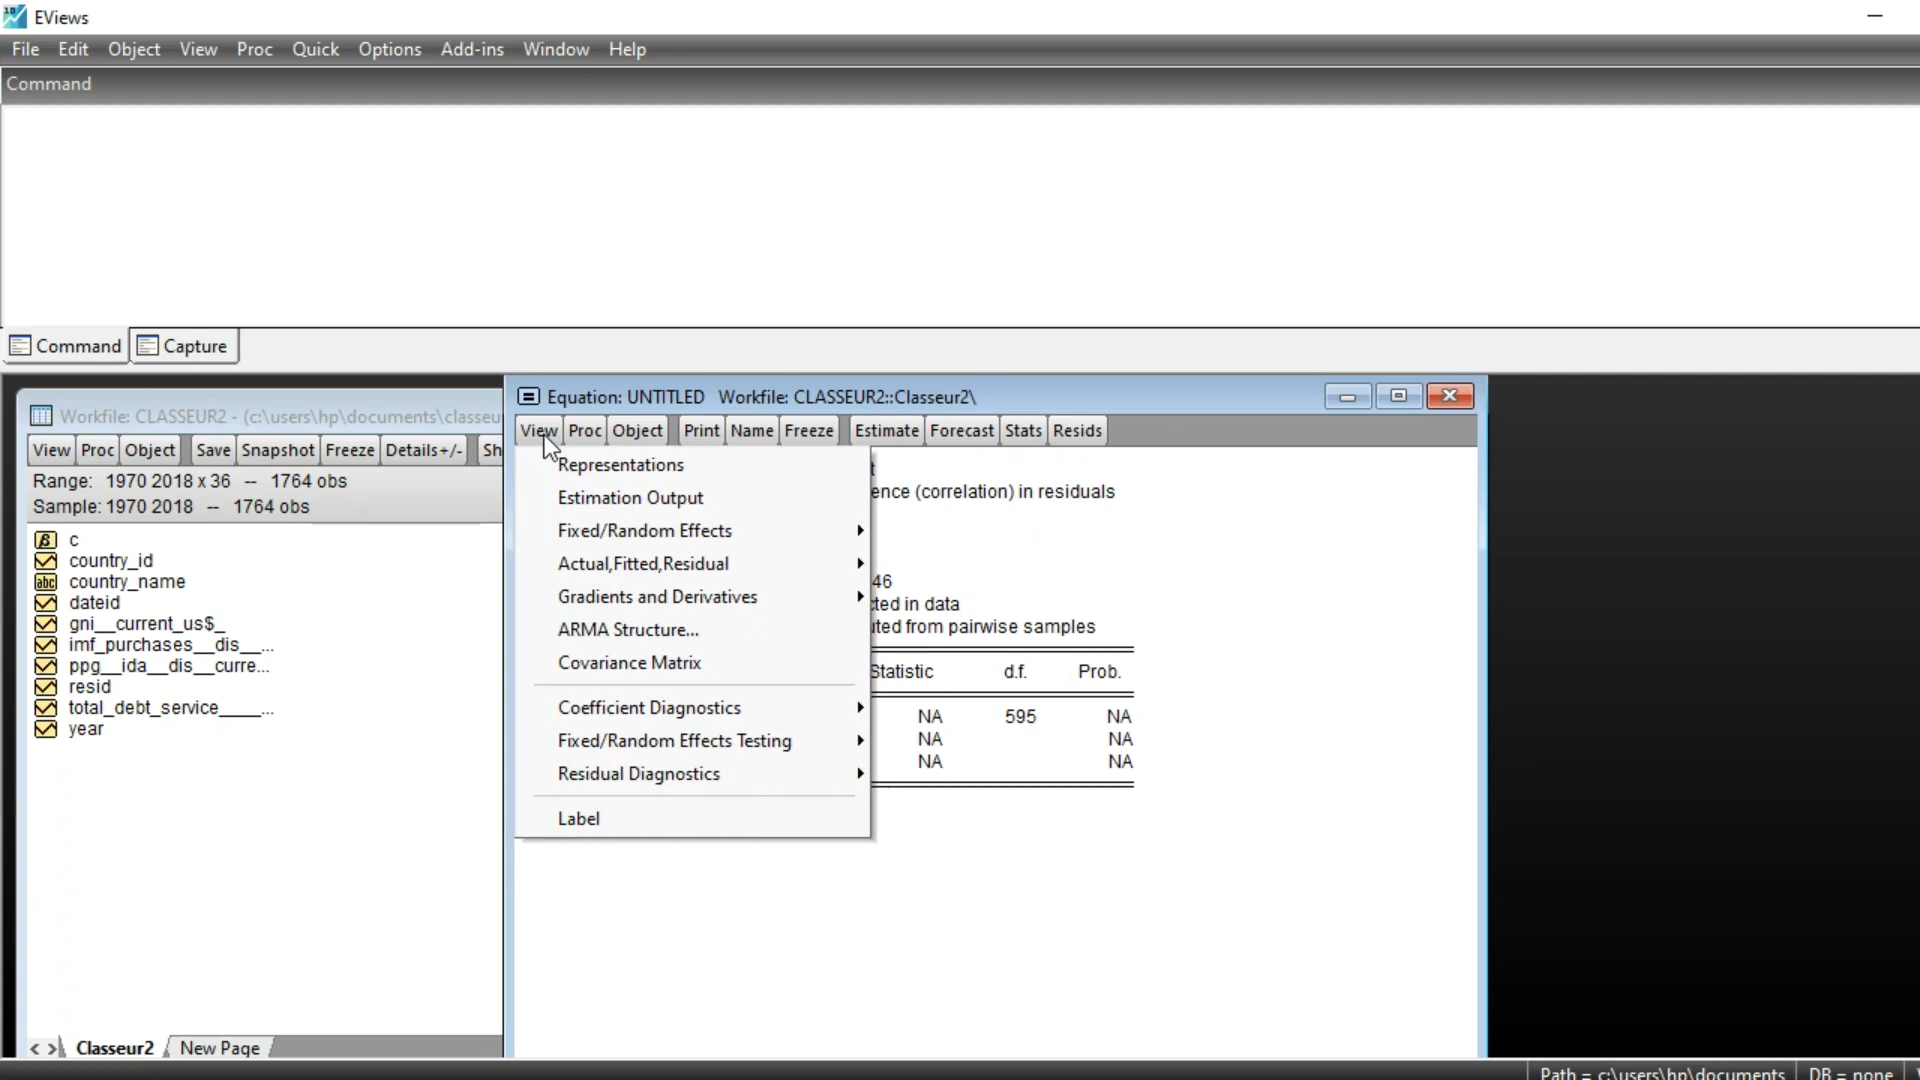 EViews
File Edit Object View Proc Quick Options Add-ins Window Help
Command
Command Capture
Workfile: CLASSEUR2 - (c:\users\hp\documents\classeu
View Proc Object Save Snapshot Freeze Details+/- Sh
Range: 1970 2018 x 36 -- 1764 obs
Sample: 1970 2018 -- 1764 obs
c
country_id
abc country_name
dateid
gni__current_us$_
imf_purchases__dis__...
ppg__ida__dis__curre...
resid
total_debt_service____...
year
< > Classeur2 New Page
Equation: UNTITLED Workfile: CLASSEUR2::Classeur2\
View Proc Object Print Name Freeze Estimate Forecast Stats Resids
Representations
Estimation Output
Fixed/Random Effects
Actual,Fitted,Residual
Gradients and Derivatives
ARMA Structure...
Covariance Matrix
Coefficient Diagnostics
Fixed/Random Effects Testing
Residual Diagnostics
Label
t
ence (correlation) in residuals
46
cted in data
uted from pairwise samples
Statistic d.f. Prob.
NA 595 NA
NA NA
NA NA
Path = c:\users\hp\documents DB = none